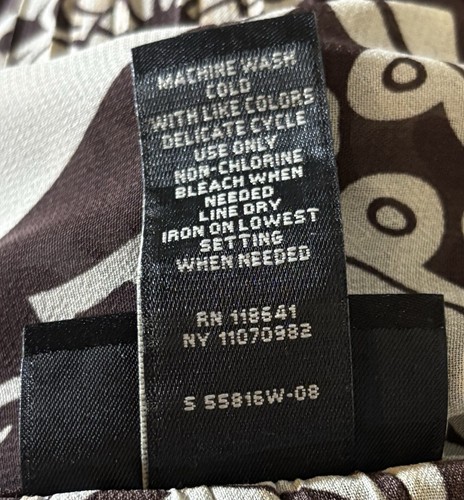 MACHINE WASH
COLD
WITH LIKE COLORS
DELICATE CYCLE
USE ONLY
NON-CHLORINE
BLEACH WHEN
NEEDED
LINE DRY
IRON ON LOWEST
SETTING
WHEN NEEDED
RN 118541
NY 11070982
S 55816W-08